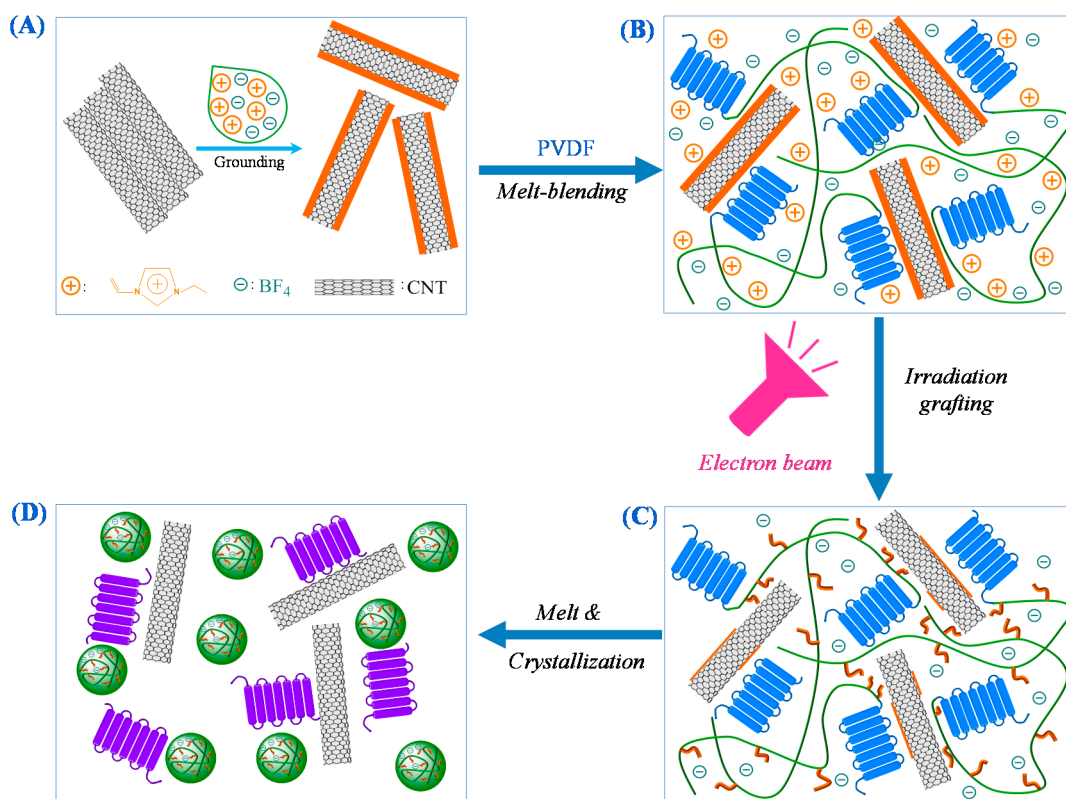 (A)
Grounding
: N N
⊖: BF4
: CNT
PVDF
Melt-blending
(B)
Electron beam
Irradiation
grafting
(C)
Melt &
Crystallization
(D)